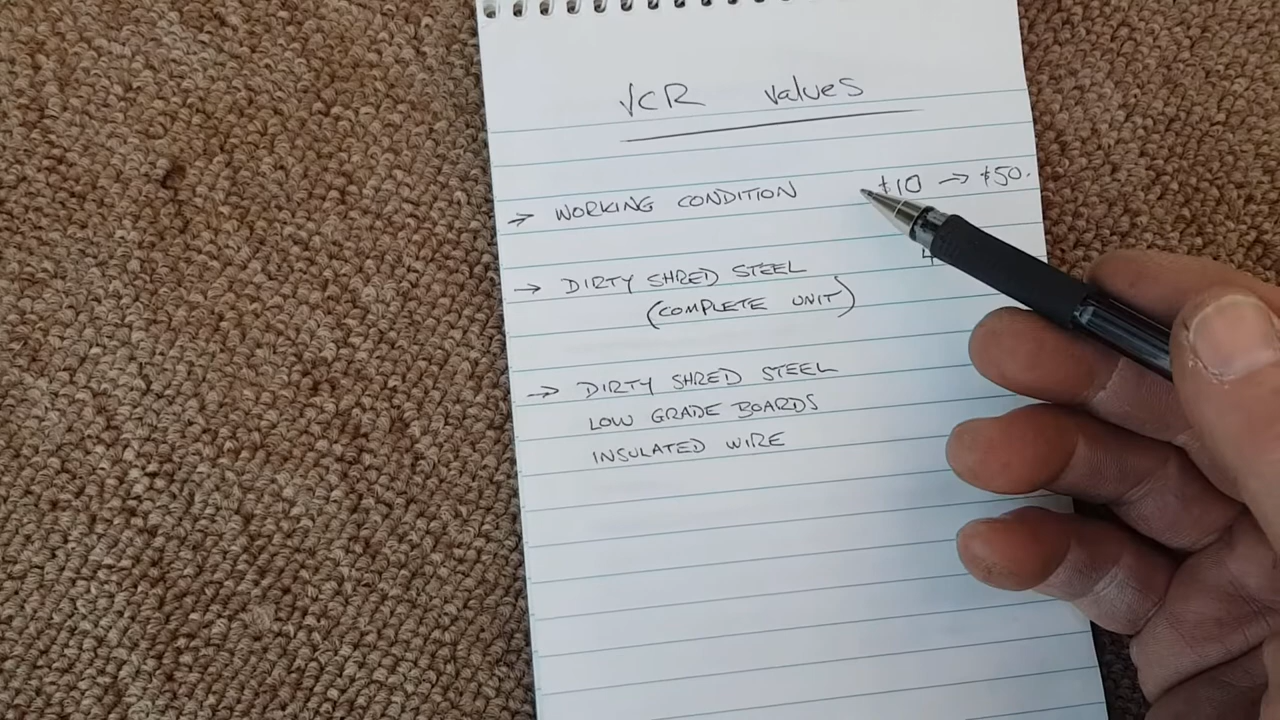 VCR values
→ WORKING CONDITION $10 → $50.
→ DIRTY SHRED STEEL
(COMPLETE UNIT)
→ DIRTY SHRED STEEL
LOW GRADE BOARDS
INSULATED WIRE